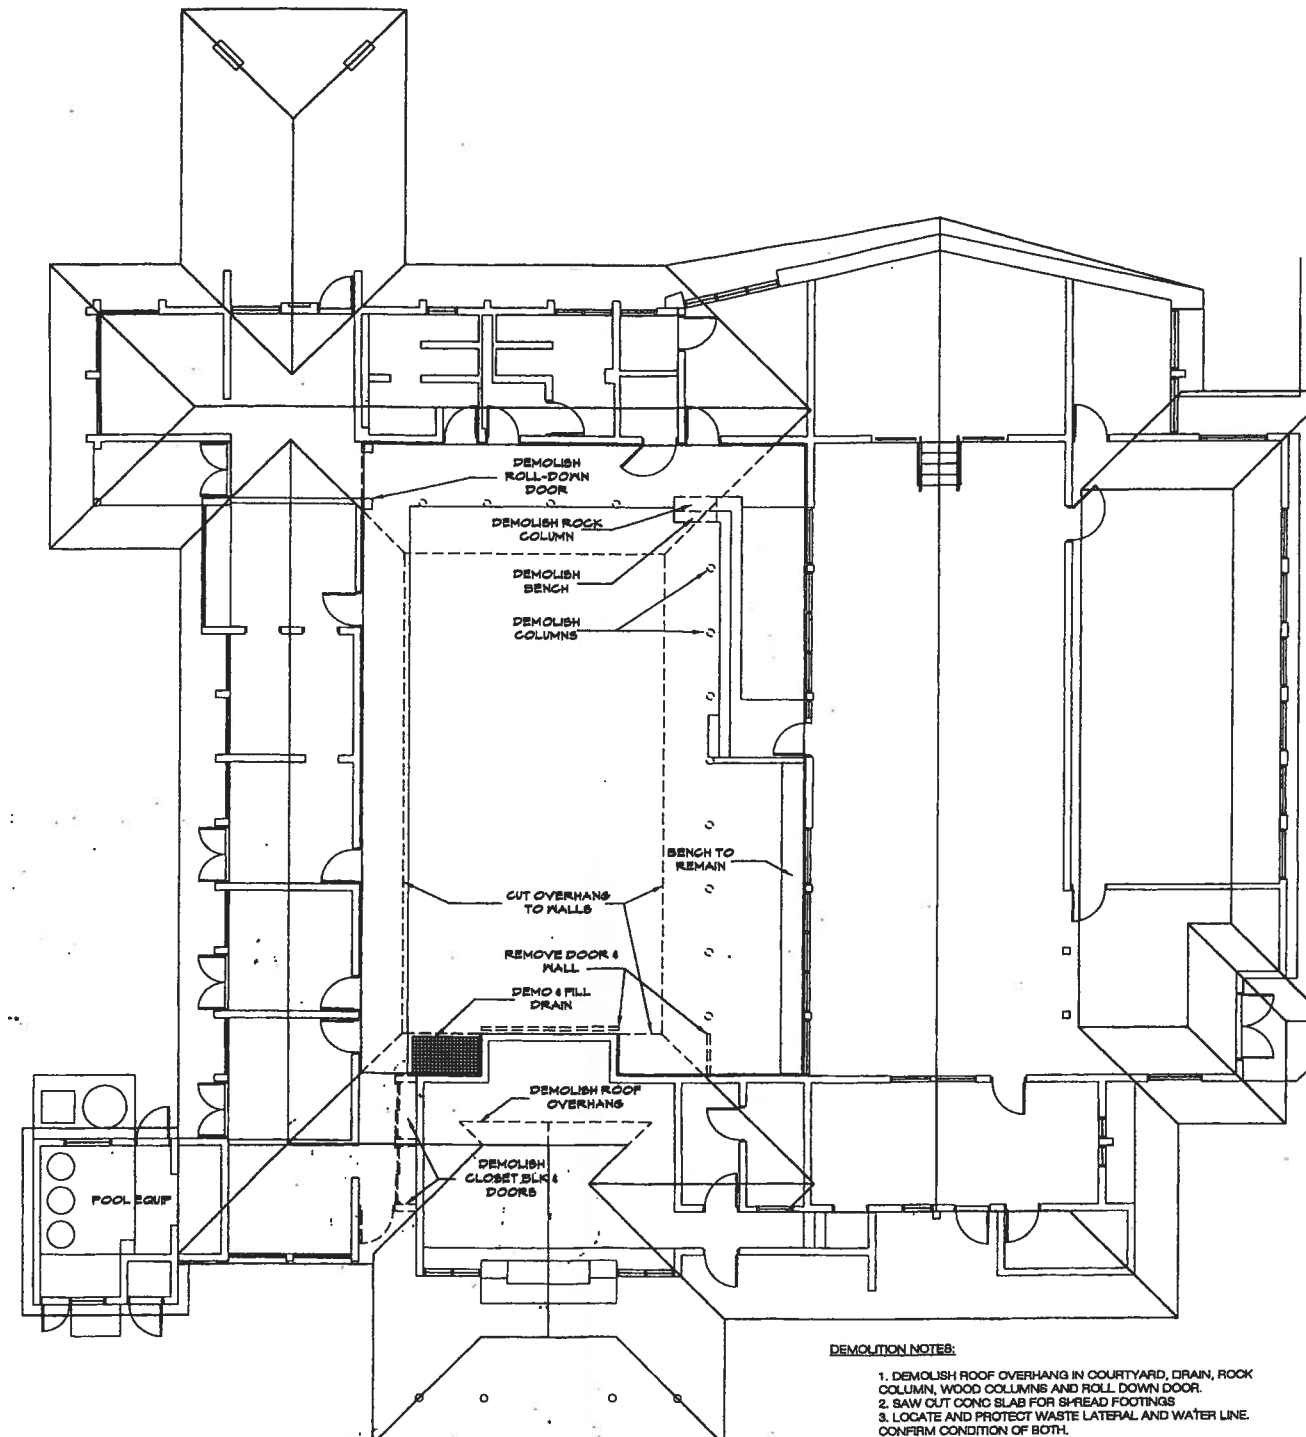 DEMOLISH
ROLL-DOWN
DOOR
DEMOLISH ROCK
COLUMN
DEMOLISH
BENCH
DEMOLISH
COLUMNS
BENCH TO
REMAIN
CUT OVERHANG
TO WALLS
REMOVE DOOR &
WALL
DEMO & FILL
DRAIN
DEMOLISH ROOF
OVERHANG
DEMOLISH
CLOSET BLK &
DOORS
POOL EQUIP
DEMOLITION NOTES:
1. DEMOLISH ROOF OVERHANG IN COURTYARD, DRAIN, ROCK
COLUMN, WOOD COLUMNS AND ROLL DOWN DOOR.
2. SAW CUT CONC SLAB FOR SPREAD FOOTINGS
3. LOCATE AND PROTECT WASTE LATERAL AND WATER LINE.
CONFIRM CONDITION OF BOTH.